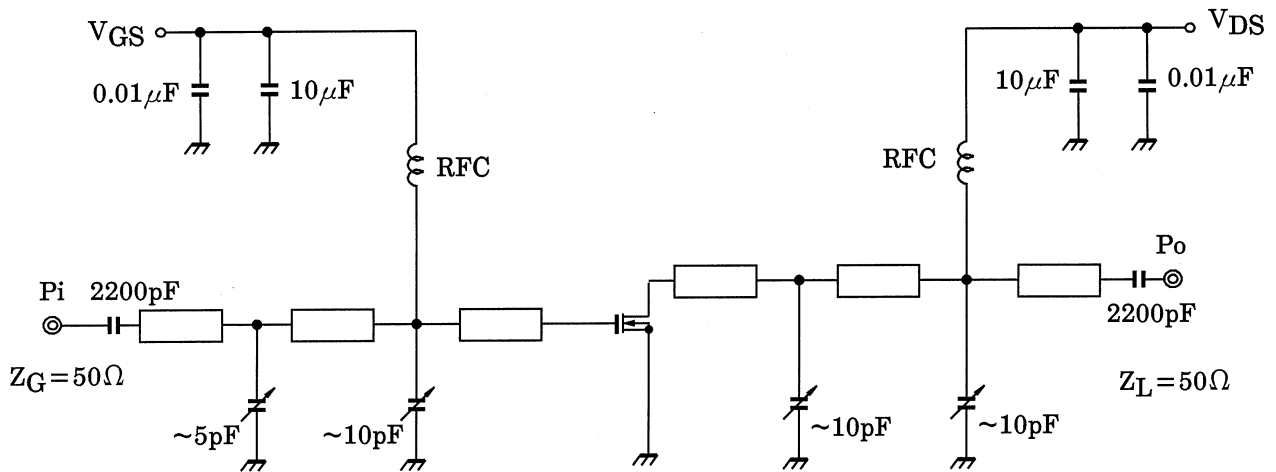 VGS
0.01μF
10μF
RFC
VDS
10μF
0.01μF
RFC
Pi
2200pF
ZG=50Ω
~5pF
~10pF
Po
2200pF
ZL=50Ω
~10pF
~10pF